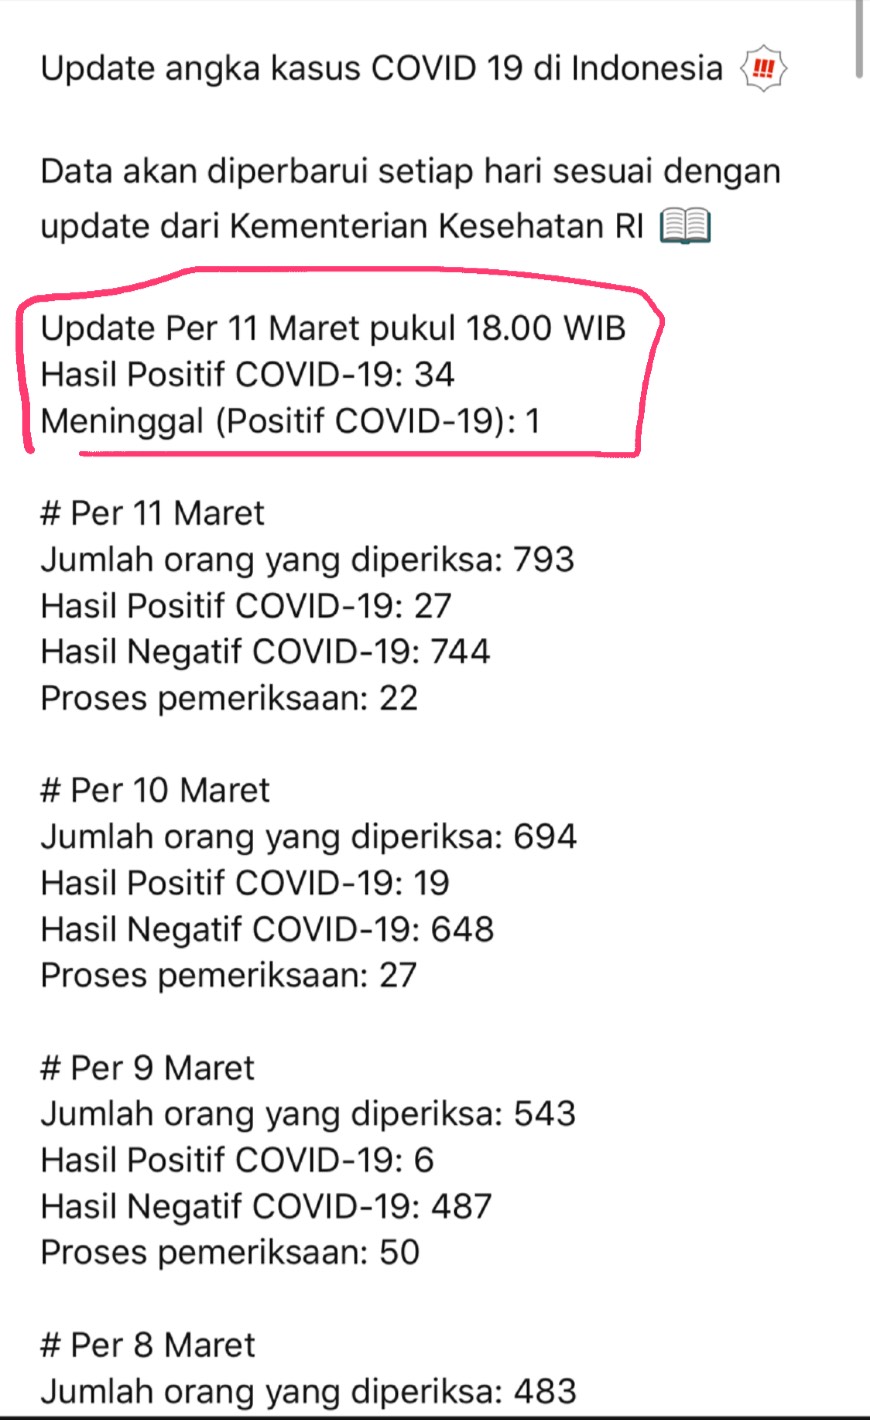 Update angka kasus COVID 19 di Indonesia !!!
Data akan diperbarui setiap hari sesuai dengan
update dari Kementerian Kesehatan RI
Update Per 11 Maret pukul 18.00 WIB
Hasil Positif COVID-19: 34
Meninggal (Positif COVID-19): 1
# Per 11 Maret
Jumlah orang yang diperiksa: 793
Hasil Positif COVID-19: 27
Hasil Negatif COVID-19: 744
Proses pemeriksaan: 22
# Per 10 Maret
Jumlah orang yang diperiksa: 694
Hasil Positif COVID-19: 19
Hasil Negatif COVID-19: 648
Proses pemeriksaan: 27
# Per 9 Maret
Jumlah orang yang diperiksa: 543
Hasil Positif COVID-19: 6
Hasil Negatif COVID-19: 487
Proses pemeriksaan: 50
# Per 8 Maret
Jumlah orang yang diperiksa: 483